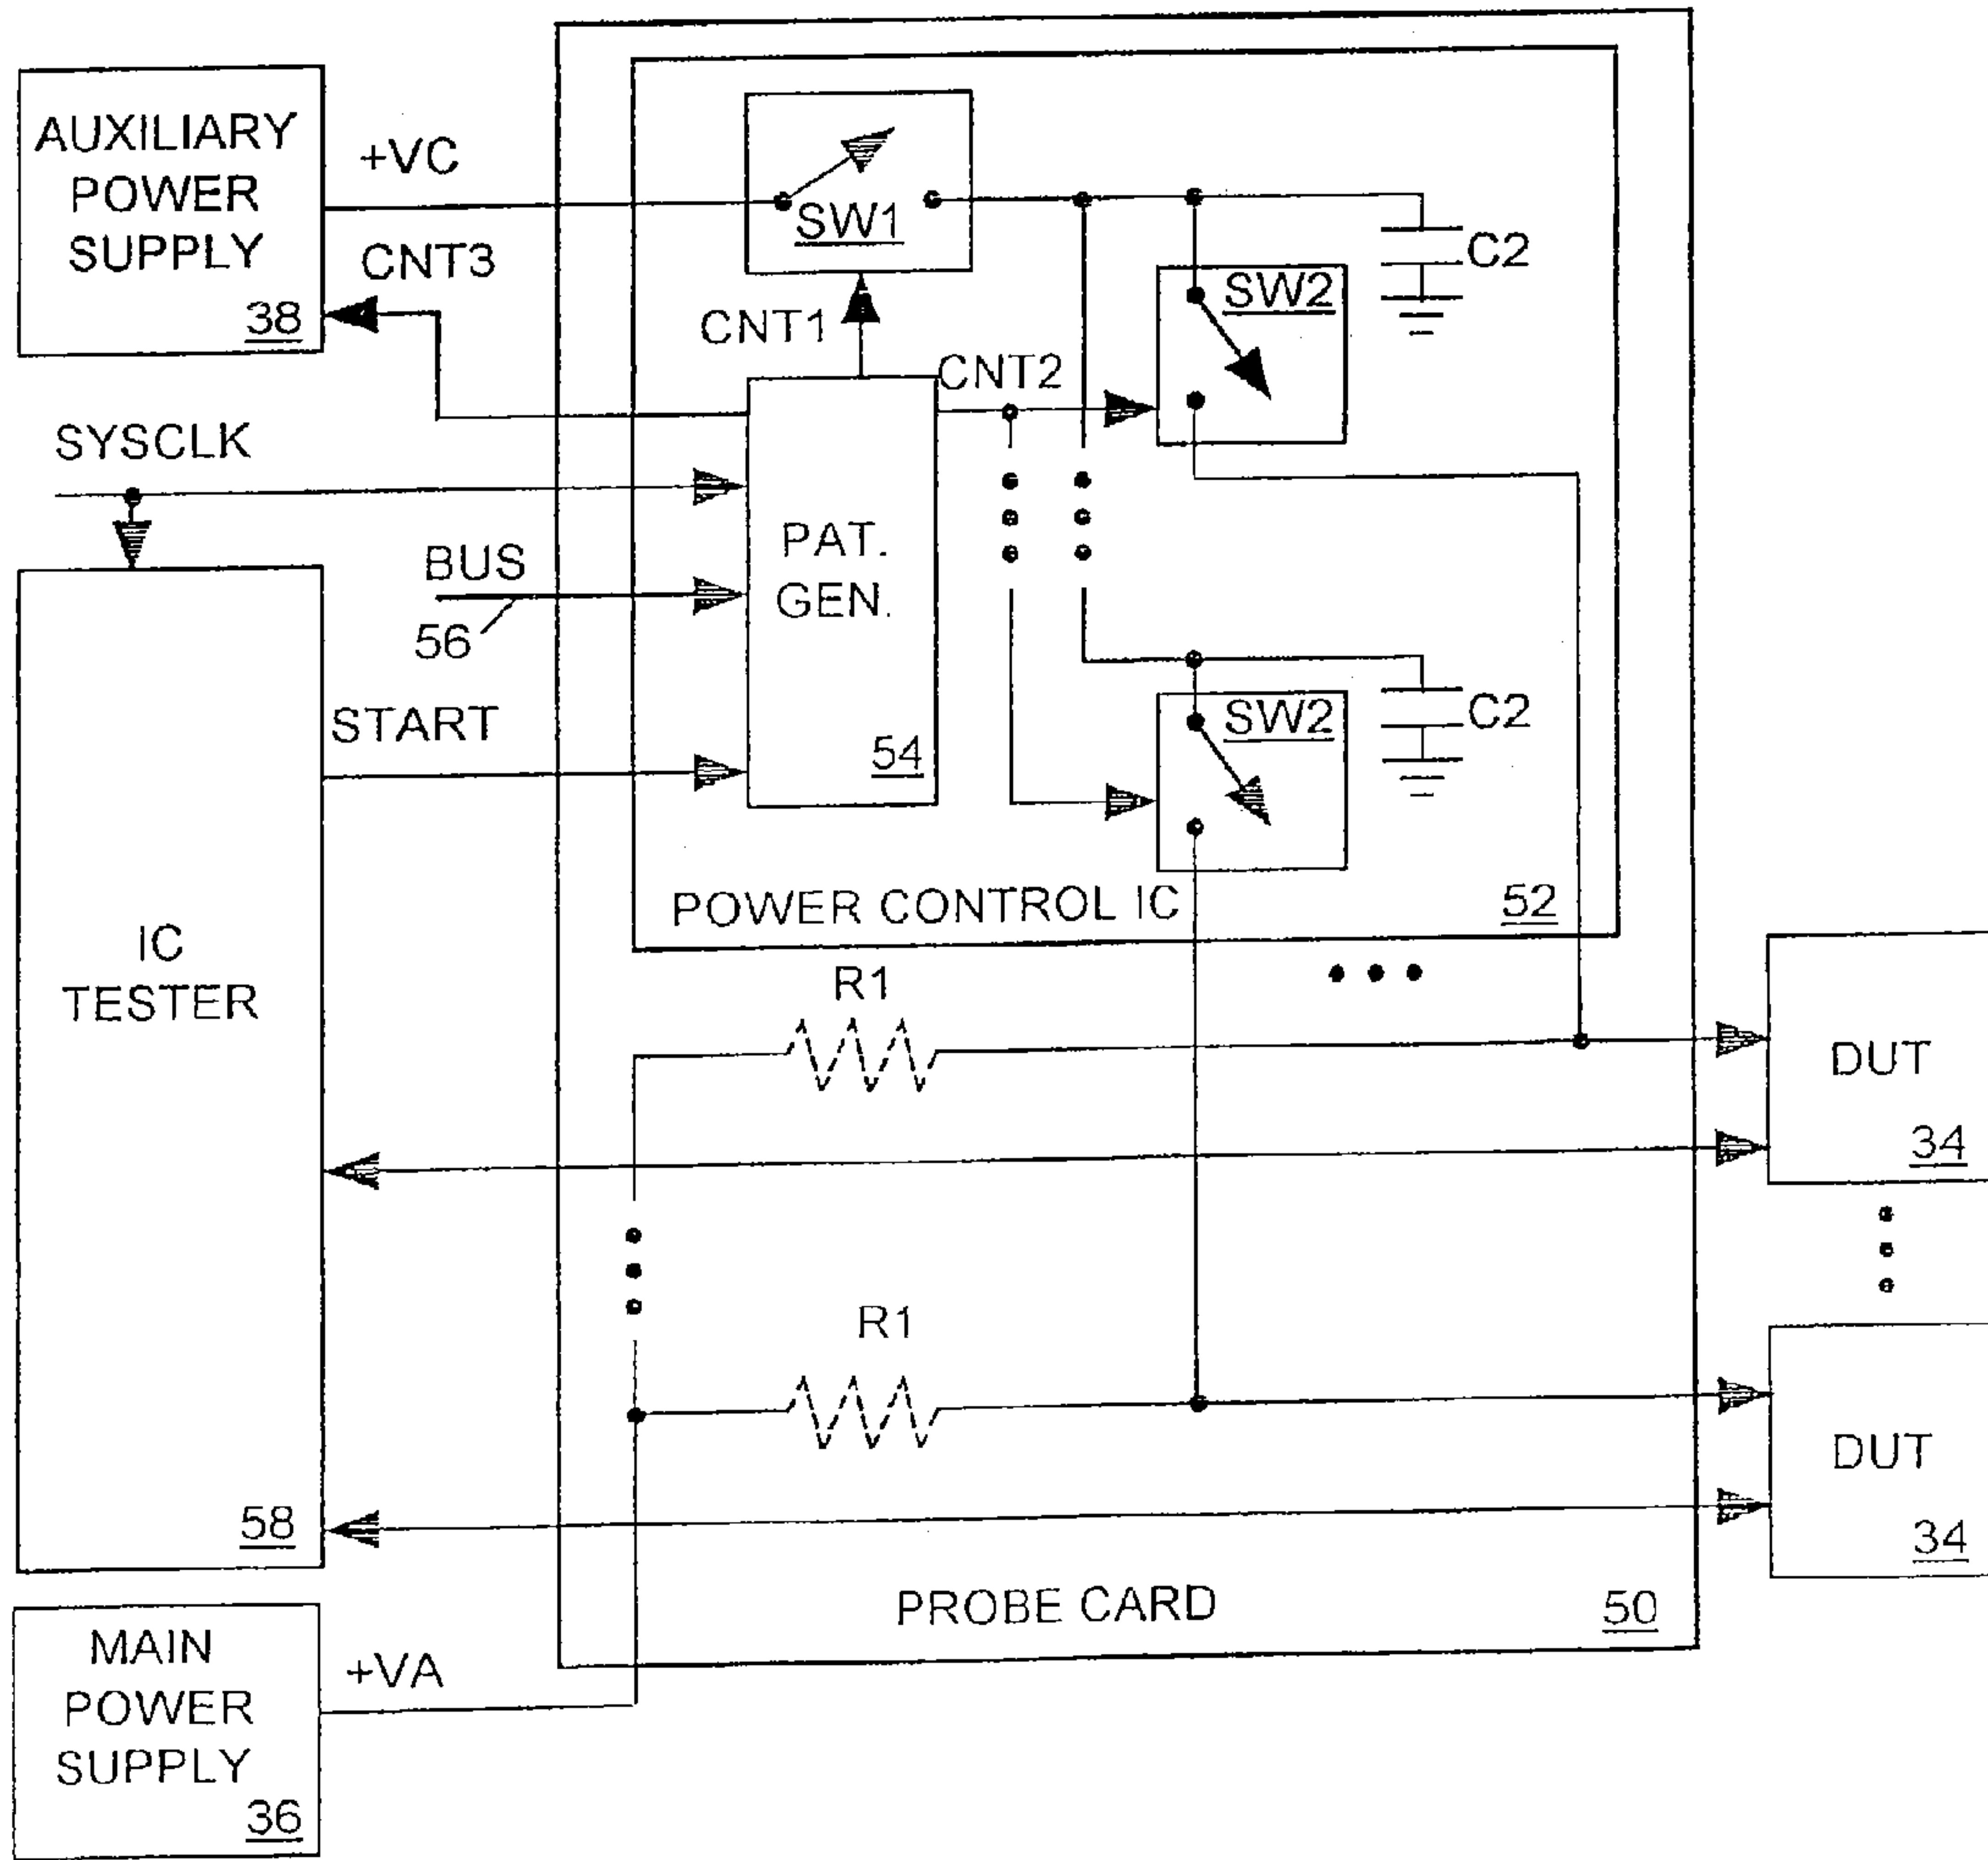 AUXILIARY
POWER
SUPPLY
38
+VC
CNT3
SW1
CNT1
CNT2
SW2
C2
SYSCLK
BUS
56
PAT.
GEN.
54
START
SW2
C2
POWER CONTROL IC
52
IC
TESTER
58
R1
DUT
34
R1
DUT
34
PROBE CARD
50
MAIN
POWER
SUPPLY
36
+VA